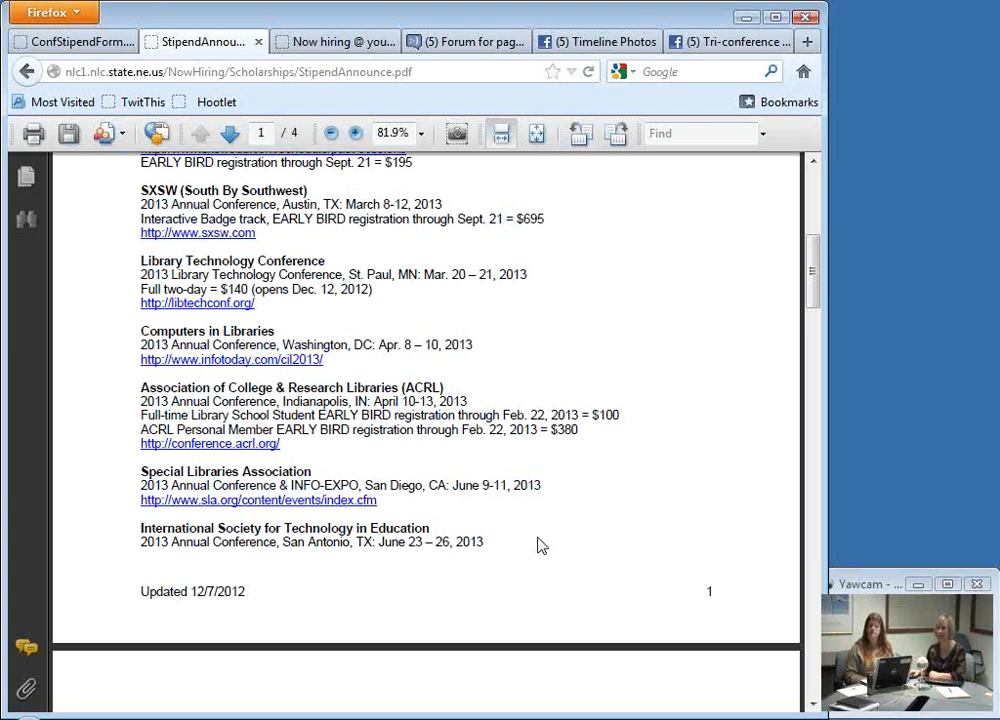 Firefox
ConfStipendForm....
StipendAnnou...
Now hiring @ you...
(5) Forum for pag...
(5) Timeline Photos
(5) Tri-conference ...
nlc1.nlc.state.ne.us/NowHiring/Scholarships/StipendAnnounce.pdf
Google
Most Visited
TwitThis
Hootlet
Bookmarks
1 / 4
81.9%
Find
EARLY BIRD registration through Sept. 21 = $195
SXSW (South By Southwest)
2013 Annual Conference, Austin, TX: March 8-12, 2013
Interactive Badge track, EARLY BIRD registration through Sept. 21 = $695
http://www.sxsw.com
Library Technology Conference
2013 Library Technology Conference, St. Paul, MN: Mar. 20 – 21, 2013
Full two-day = $140 (opens Dec. 12, 2012)
http://libtechconf.org/
Computers in Libraries
2013 Annual Conference, Washington, DC: Apr. 8 – 10, 2013
http://www.infotoday.com/cil2013/
Association of College & Research Libraries (ACRL)
2013 Annual Conference, Indianapolis, IN: April 10-13, 2013
Full-time Library School Student EARLY BIRD registration through Feb. 22, 2013 = $100
ACRL Personal Member EARLY BIRD registration through Feb. 22, 2013 = $380
http://conference.acrl.org/
Special Libraries Association
2013 Annual Conference & INFO-EXPO, San Diego, CA: June 9-11, 2013
http://www.sla.org/content/events/index.cfm
International Society for Technology in Education
2013 Annual Conference, San Antonio, TX: June 23 – 26, 2013
Updated 12/7/2012
1
Yawcam - ...